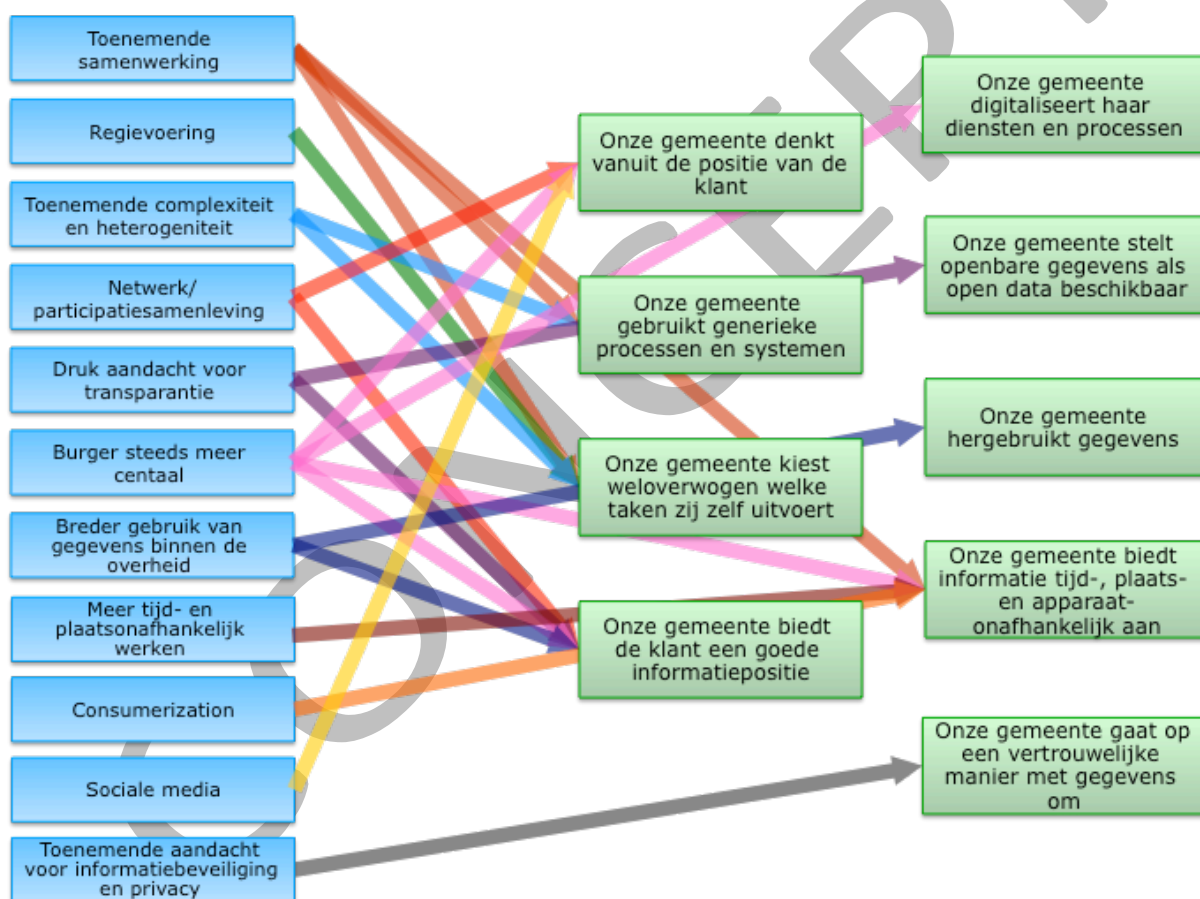 Toenemende
samenwerking
Regievoering
Toenemende complexiteit
en heterogeniteit
Netwerk/
participatiesamenleving
Druk aandacht voor
transparantie
Burger steeds meer
centaal
Breder gebruik van
gegevens binnen de
overheid
Meer tijd- en
plaatsonafhankelijk
werken
Consumerization
Sociale media
Toenemende aandacht
voor informatiebeveiliging
en privacy
Onze gemeente denkt
vanuit de positie van de
klant
Onze gemeente
gebruikt generieke
processen en systemen
Onze gemeente kiest
weloverwogen welke
taken zij zelf uitvoert
Onze gemeente biedt
de klant een goede
informatiepositie
Onze gemeente
digitaliseert haar
diensten en processen
Onze gemeente stelt
openbare gegevens als
open data beschikbaar
Onze gemeente
hergebruikt gegevens
Onze gemeente biedt
informatie tijd-, plaats-
en apparaat-
onafhankelijk aan
Onze gemeente gaat op
een vertrouwelijke
manier met gegevens
om